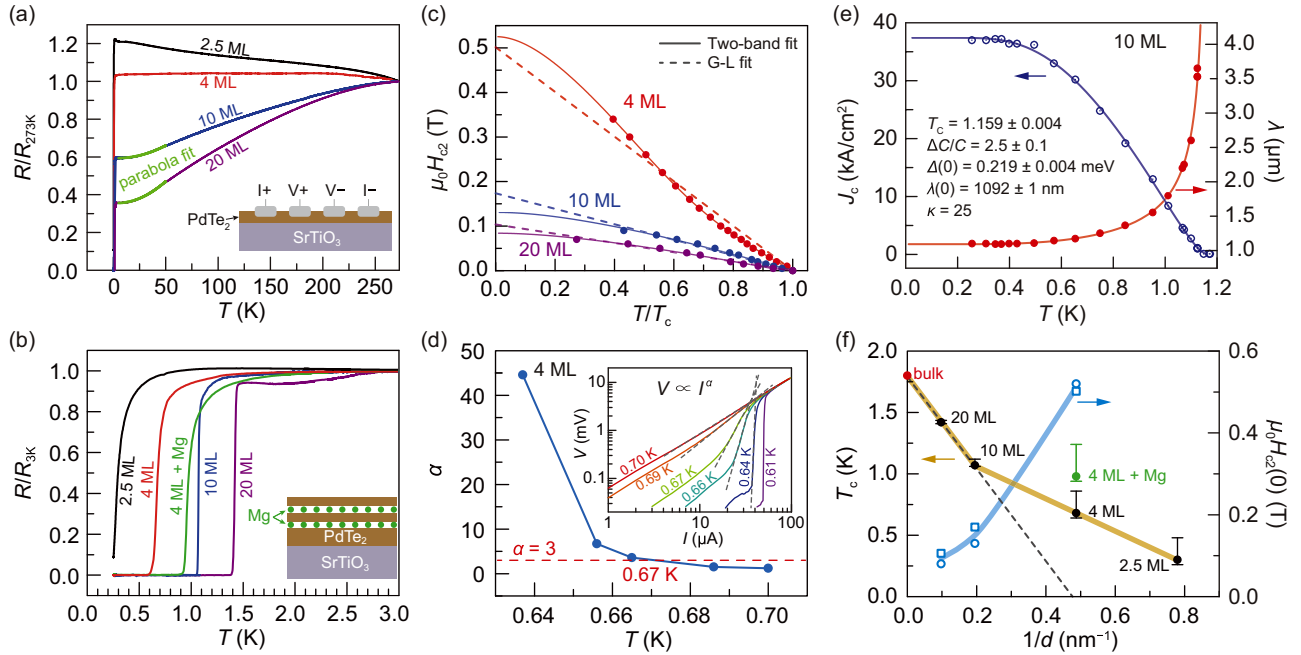 (a)
1.2
1.0
0.8
0.6
0.4
0.2
0.0
R/R273K
2.5 ML
4 ML
10 ML
20 ML
parabola fit
I+ V+ V− I−
PdTe2
SrTiO3
0 50 100 150 200 250
T (K)
(b)
1.0
0.8
0.6
0.4
0.2
0.0
R/R3K
2.5 ML
4 ML
4 ML + Mg
10 ML
20 ML
Mg
PdTe2
SrTiO3
0.0 1.0 2.0 3.0
T (K)
(c)
0.5
0.4
0.3
0.2
0.1
0.0
μ0Hc2 (T)
Two-band fit
G-L fit
4 ML
10 ML
20 ML
0.0 0.2 0.4 0.6 0.8 1.0
T/Tc
(d)
50
40
30
20
10
0
α
4 ML
α = 3
0.67 K
0.64 0.66 0.68 0.70
T (K)
V ∝ I^α
10
1
0.1
V (mV)
0.70 K
0.69 K
0.67 K
0.66 K
0.64 K
0.61 K
1 10 100
I (μA)
(e)
40
35
30
25
20
15
10
5
0
Jc (kA/cm2)
10 ML
Tc = 1.159 ± 0.004
ΔC/C = 2.5 ± 0.1
Δ(0) = 0.219 ± 0.004 meV
λ(0) = 1092 ± 1 nm
κ = 25
4.0
3.5
3.0
2.5
2.0
1.5
1.0
λ (μm)
0.0 0.2 0.4 0.6 0.8 1.0 1.2
T (K)
(f)
2.0
1.5
1.0
0.5
0.0
Tc (K)
bulk
20 ML
10 ML
4 ML + Mg
4 ML
2.5 ML
0.6
0.4
0.2
0.0
μ0Hc2(0) (T)
0.0 0.2 0.4 0.6 0.8
1/d (nm−1)